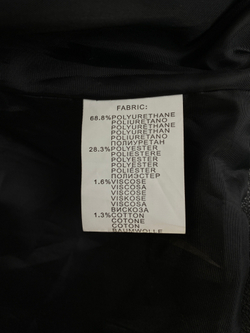 FABRIC:
68.8%POLYURETHANE
POLIURETANO
POLYURETHAN
POLIURETANO
ПОЛИУРЕТАН
28.3%POLYESTER
POLIESTERE
POLYESTER
POLYESTER
POLIESTER
ПОЛИЭСТЕР
1.6%VISCOSE
VISCOSA
VISCOSE
VISKOSE
VISCOSA
ВИСКОЗА
1.3%COTTON
COTONE
COTON
BAUMWOLLE